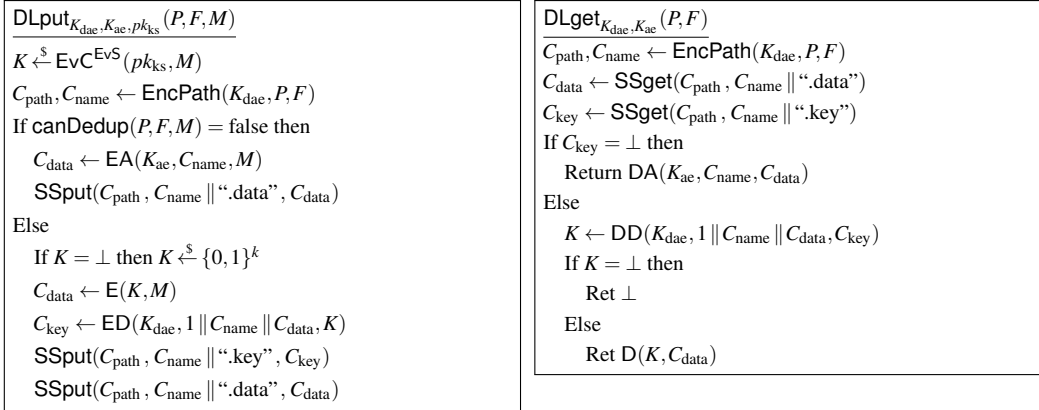 DLput_{K_dae,K_ae,pk_ks}(P,F,M)
K ←$ EvC^{EvS}(pk_ks,M)
C_path,C_name ← EncPath(K_dae,P,F)
If canDedup(P,F,M) = false then
C_data ← EA(K_ae,C_name,M)
SSput(C_path, C_name ∥ “.data”, C_data)
Else
If K = ⊥ then K ←$ {0,1}^k
C_data ← E(K,M)
C_key ← ED(K_dae,1∥C_name∥C_data,K)
SSput(C_path, C_name ∥ “.key”, C_key)
SSput(C_path, C_name ∥ “.data”, C_data)
DLget_{K_dae,K_ae}(P,F)
C_path,C_name ← EncPath(K_dae,P,F)
C_data ← SSget(C_path, C_name ∥ “.data”)
C_key ← SSget(C_path, C_name ∥ “.key”)
If C_key = ⊥ then
Return DA(K_ae,C_name,C_data)
Else
K ← DD(K_dae,1∥C_name∥C_data,C_key)
If K = ⊥ then
Ret ⊥
Else
Ret D(K,C_data)